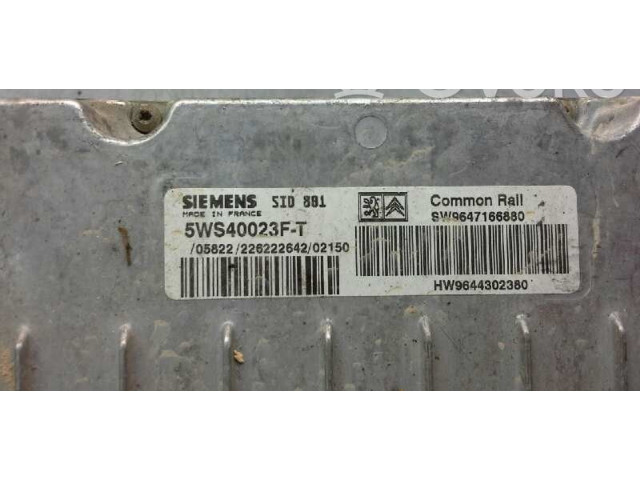 SIEMENS SID 801
MADE IN FRANCE
5WS40023F-T
/05822/226222642/02150
Common Rail
SW9647166880
HW9644302380